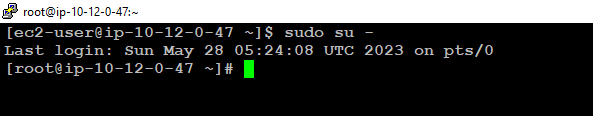 root@ip-10-12-0-47:~
[ec2-user@ip-10-12-0-47 ~]$ sudo su -
Last login: Sun May 28 05:24:08 UTC 2023 on pts/0
[root@ip-10-12-0-47 ~]#